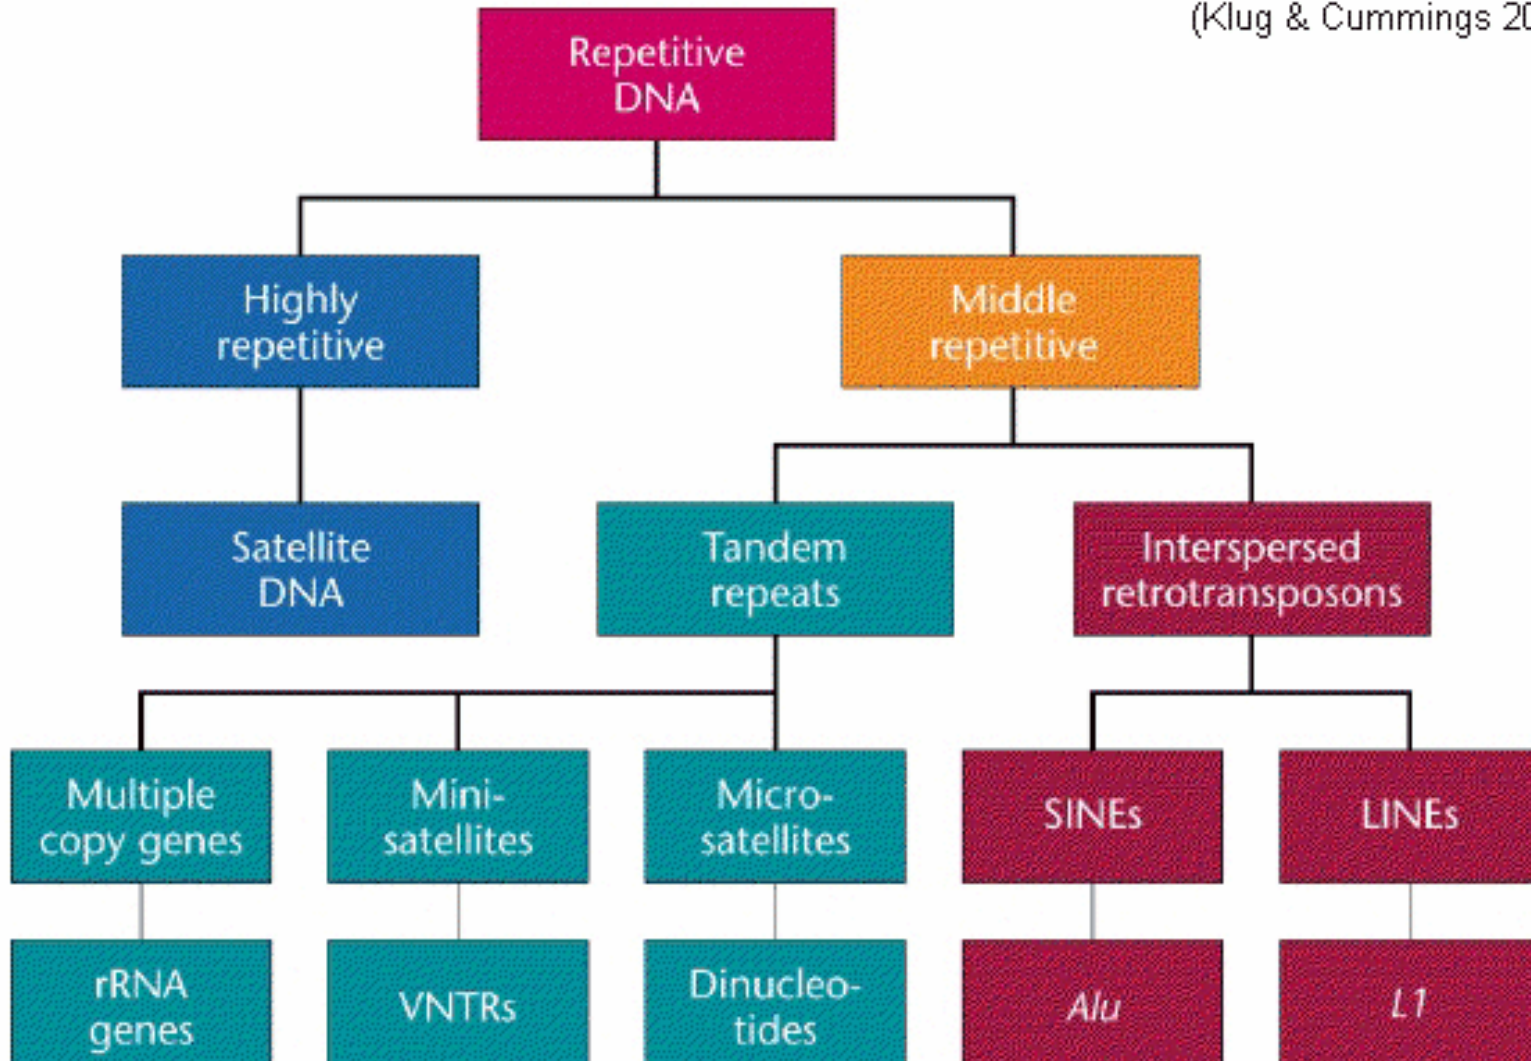 (Klug & Cummings 20
Repetitive
DNA
Highly
repetitive
Middle
repetitive
Satellite
DNA
Tandem
repeats
Interspersed
retrotransposons
Multiple
copy genes
Mini-
satellites
Micro-
satellites
SINEs
LINEs
rRNA
genes
VNTRs
Dinucleo-
tides
Alu
L1